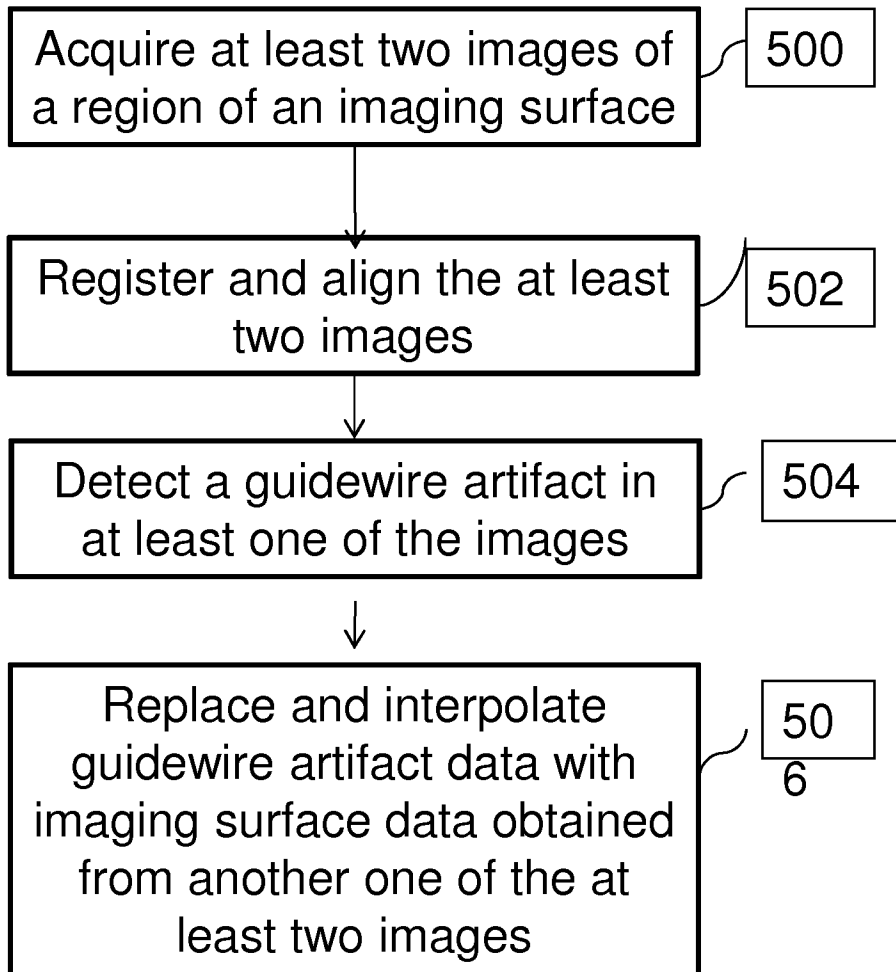 Acquire at least two images of
a region of an imaging surface
500
Register and align the at least
two images
502
Detect a guidewire artifact in
at least one of the images
504
Replace and interpolate
guidewire artifact data with
imaging surface data obtained
from another one of the at
least two images
50
6